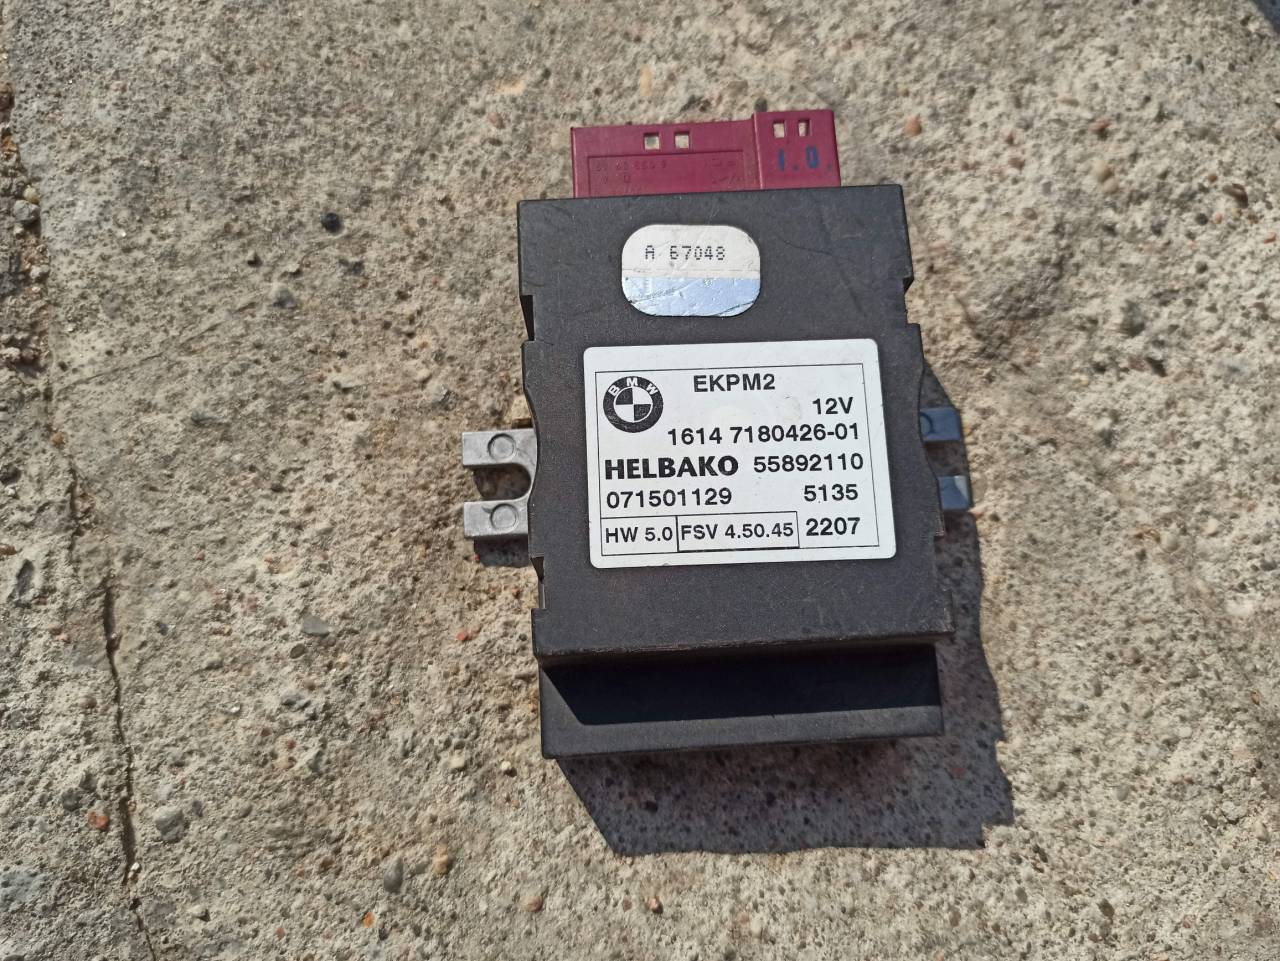 I.O.
A 67048
BMW
EKPM2
12V
1614 7180426-01
HELBAKO 55892110
071501129 5135
HW 5.0 FSV 4.50.45 2207